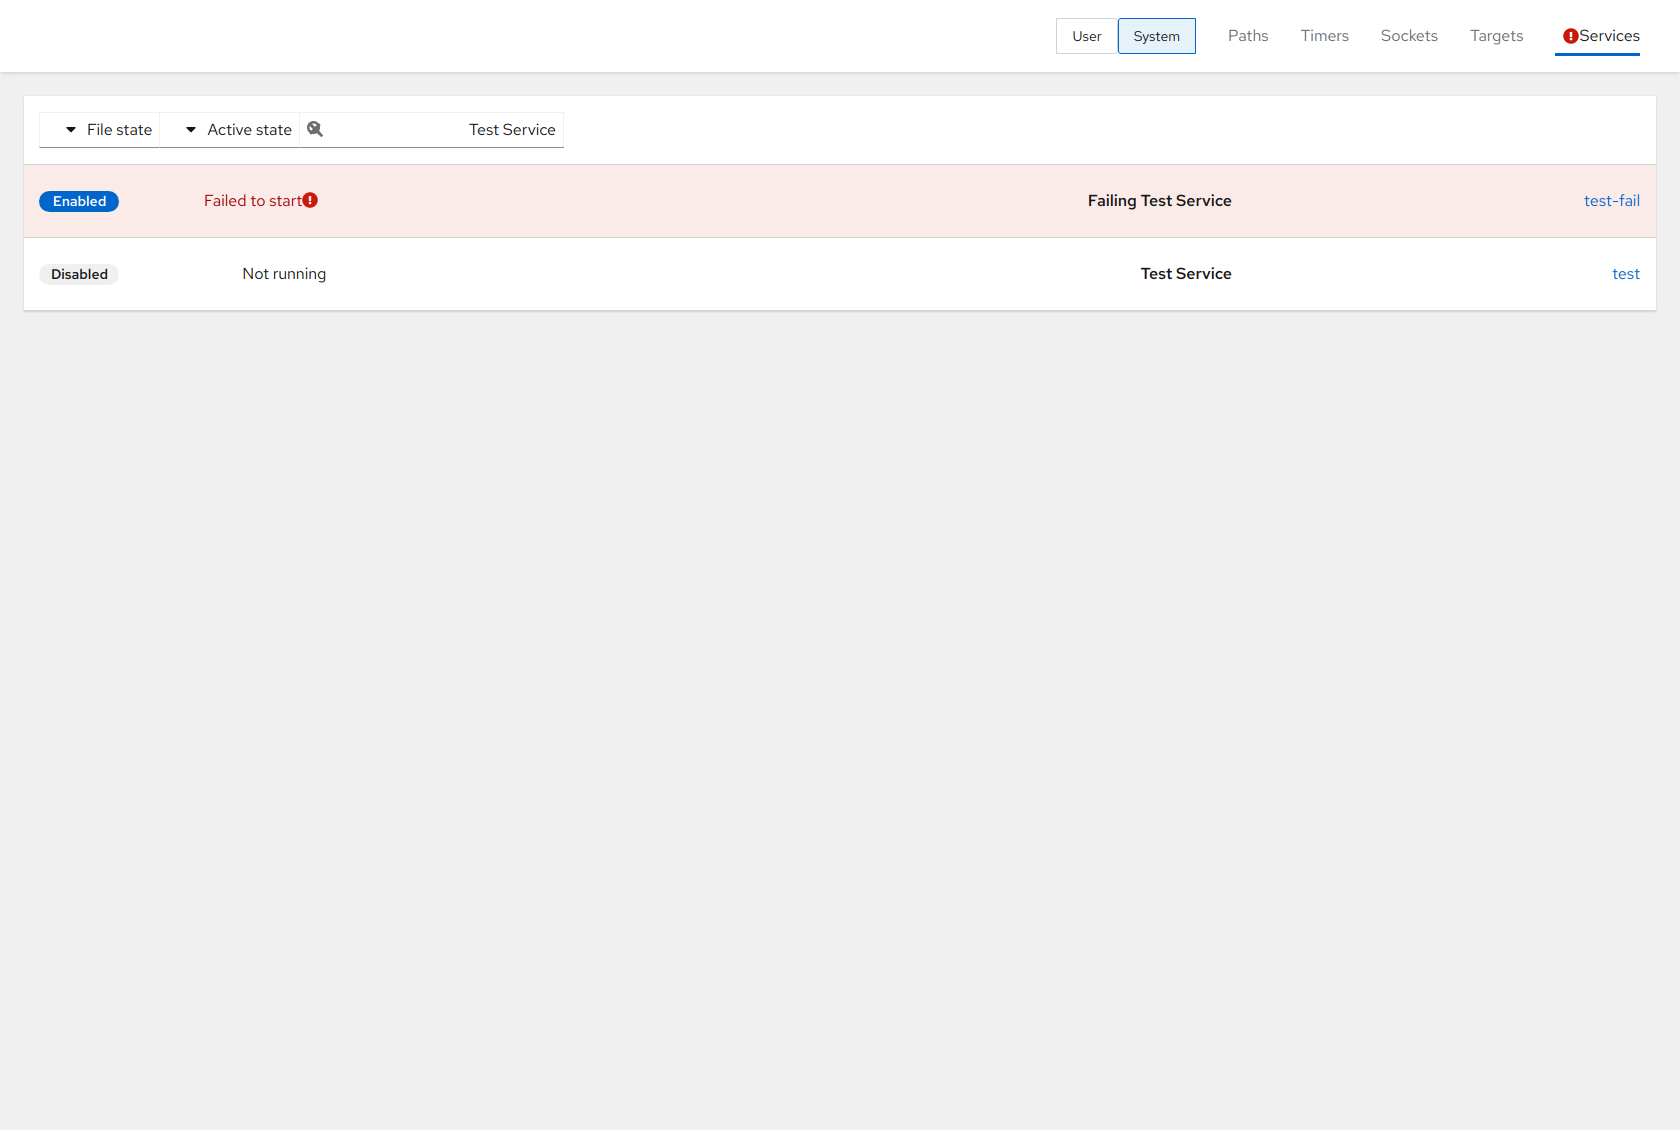 User System Paths Timers Sockets Targets Services
File state Active state Test Service
Enabled Failed to start Failing Test Service test-fail
Disabled Not running Test Service test